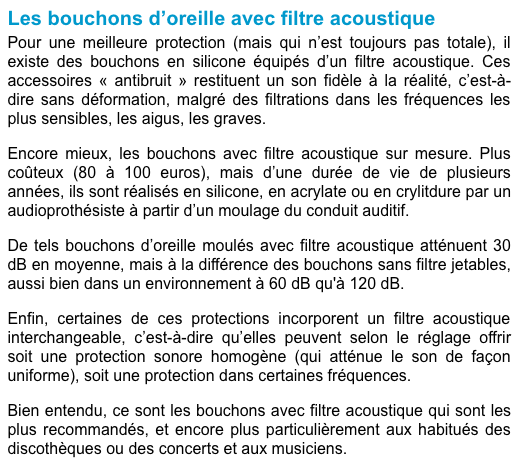 Les bouchons d’oreille avec filtre acoustique
Pour une meilleure protection (mais qui n’est toujours pas totale), il
existe des bouchons en silicone équipés d’un filtre acoustique. Ces
accessoires « antibruit » restituent un son fidèle à la réalité, c’est-à-
dire sans déformation, malgré des filtrations dans les fréquences les
plus sensibles, les aigus, les graves.
Encore mieux, les bouchons avec filtre acoustique sur mesure. Plus
coûteux (80 à 100 euros), mais d’une durée de vie de plusieurs
années, ils sont réalisés en silicone, en acrylate ou en crylitdure par un
audioprothésiste à partir d’un moulage du conduit auditif.
De tels bouchons d’oreille moulés avec filtre acoustique atténuent 30
dB en moyenne, mais à la différence des bouchons sans filtre jetables,
aussi bien dans un environnement à 60 dB qu'à 120 dB.
Enfin, certaines de ces protections incorporent un filtre acoustique
interchangeable, c’est-à-dire qu’elles peuvent selon le réglage offrir
soit une protection sonore homogène (qui atténue le son de façon
uniforme), soit une protection dans certaines fréquences.
Bien entendu, ce sont les bouchons avec filtre acoustique qui sont les
plus recommandés, et encore plus particulièrement aux habitués des
discothèques ou des concerts et aux musiciens.